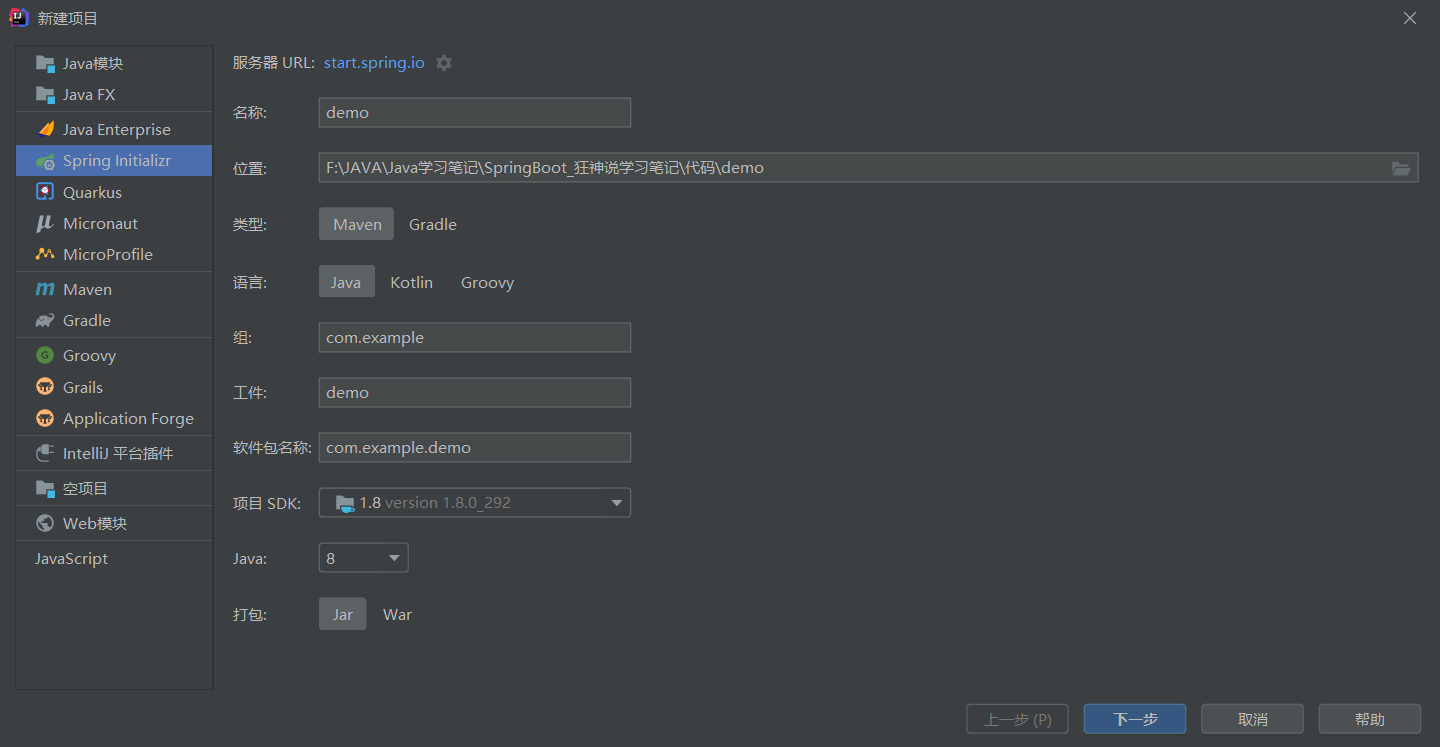 新建项目
Java模块
Java FX
Java Enterprise
Spring Initializr
Quarkus
Micronaut
MicroProfile
Maven
Gradle
Groovy
Grails
Application Forge
IntelliJ 平台插件
空项目
Web模块
JavaScript
服务器 URL: start.spring.io
名称: demo
位置: F:\JAVA\Java学习笔记\SpringBoot_狂神说学习笔记\代码\demo
类型: Maven Gradle
语言: Java Kotlin Groovy
组: com.example
工件: demo
软件包名称: com.example.demo
项目 SDK: 1.8 version 1.8.0_292
Java: 8
打包: Jar War
上一步 (P) 下一步 取消 帮助